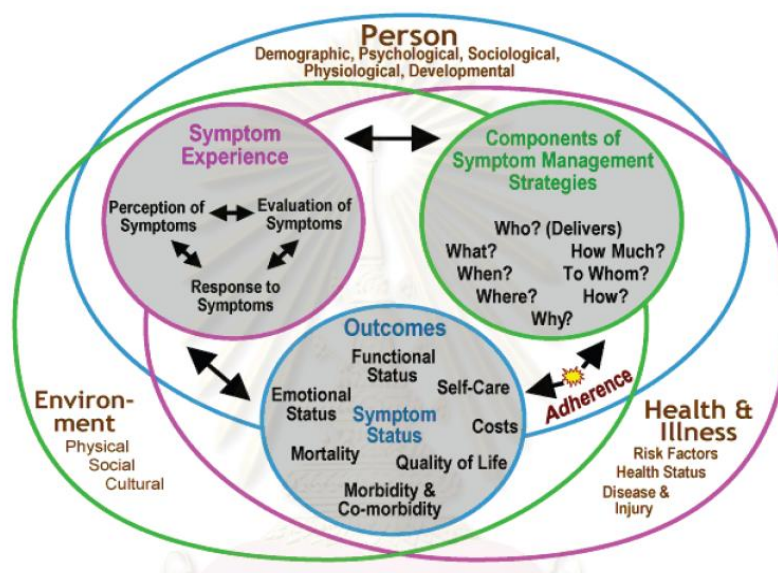 Person
Demographic, Psychological, Sociological,
Physiological, Developmental
Symptom
Experience
Perception of
Symptoms
Evaluation of
Symptoms
Response to
Symptoms
Components of
Symptom Management
Strategies
Who? (Delivers)
What?
How Much?
When?
To Whom?
Where?
How?
Why?
Outcomes
Functional
Status
Emotional
Status
Self-Care
Symptom
Status
Costs
Mortality
Quality of Life
Morbidity &
Co-morbidity
Adherence
Environ-
ment
Physical
Social
Cultural
Health &
Illness
Risk Factors
Health Status
Disease &
Injury